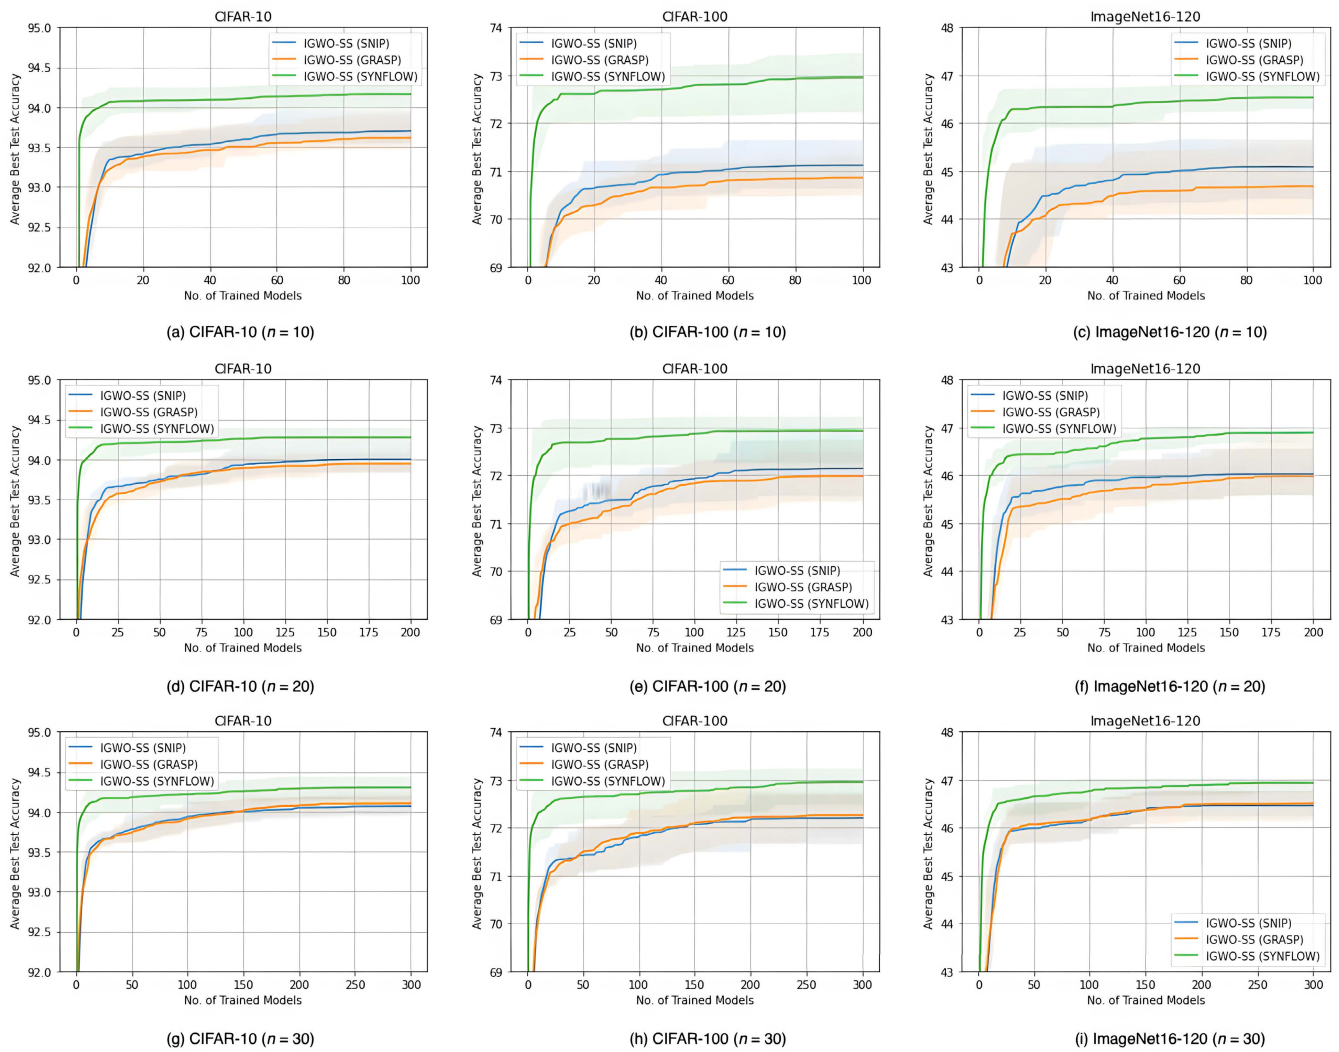 CIFAR-10
Average Best Test Accuracy
95.0
94.5
94.0
93.5
93.0
92.5
92.0
IGWO-SS (SNIP)
IGWO-SS (GRASP)
IGWO-SS (SYNFLOW)
0 20 40 60 80 100
No. of Trained Models
(a) CIFAR-10 (n = 10)
CIFAR-100
Average Best Test Accuracy
74
73
72
71
70
69
IGWO-SS (SNIP)
IGWO-SS (GRASP)
IGWO-SS (SYNFLOW)
0 20 40 60 80 100
No. of Trained Models
(b) CIFAR-100 (n = 10)
ImageNet16-120
Average Best Test Accuracy
48
47
46
45
44
43
IGWO-SS (SNIP)
IGWO-SS (GRASP)
IGWO-SS (SYNFLOW)
0 20 40 60 80 100
No. of Trained Models
(c) ImageNet16-120 (n = 10)
CIFAR-10
Average Best Test Accuracy
95.0
94.5
94.0
93.5
93.0
92.5
92.0
IGWO-SS (SNIP)
IGWO-SS (GRASP)
IGWO-SS (SYNFLOW)
0 25 50 75 100 125 150 175 200
No. of Trained Models
(d) CIFAR-10 (n = 20)
CIFAR-100
Average Best Test Accuracy
74
73
72
71
70
69
IGWO-SS (SNIP)
IGWO-SS (GRASP)
IGWO-SS (SYNFLOW)
0 25 50 75 100 125 150 175 200
No. of Trained Models
(e) CIFAR-100 (n = 20)
ImageNet16-120
Average Best Test Accuracy
48
47
46
45
44
43
IGWO-SS (SNIP)
IGWO-SS (GRASP)
IGWO-SS (SYNFLOW)
0 25 50 75 100 125 150 175 200
No. of Trained Models
(f) ImageNet16-120 (n = 20)
CIFAR-10
Average Best Test Accuracy
95.0
94.5
94.0
93.5
93.0
92.5
92.0
IGWO-SS (SNIP)
IGWO-SS (GRASP)
IGWO-SS (SYNFLOW)
0 50 100 150 200 250 300
No. of Trained Models
(g) CIFAR-10 (n = 30)
CIFAR-100
Average Best Test Accuracy
74
73
72
71
70
69
IGWO-SS (SNIP)
IGWO-SS (GRASP)
IGWO-SS (SYNFLOW)
0 50 100 150 200 250 300
No. of Trained Models
(h) CIFAR-100 (n = 30)
ImageNet16-120
Average Best Test Accuracy
48
47
46
45
44
43
IGWO-SS (SNIP)
IGWO-SS (GRASP)
IGWO-SS (SYNFLOW)
0 50 100 150 200 250 300
No. of Trained Models
(i) ImageNet16-120 (n = 30)